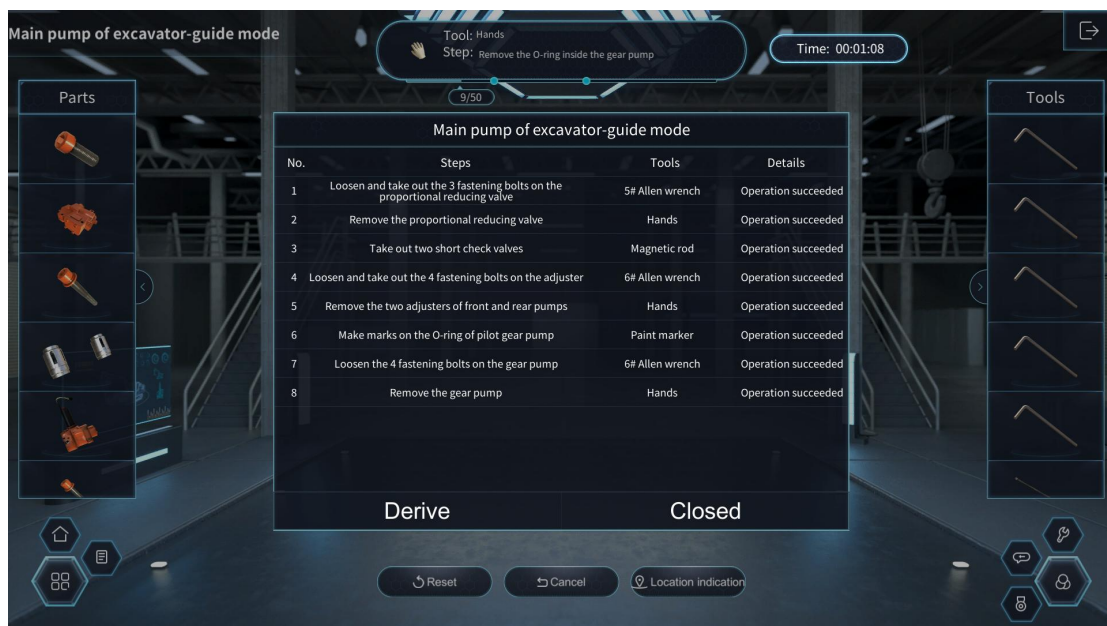 Main pump of excavator-guide mode
Tool: Hands
Step: Remove the O-ring inside the gear pump
Time: 00:01:08
9/50
Parts
Tools
Main pump of excavator-guide mode
No. Steps Tools Details
1 Loosen and take out the 3 fastening bolts on the proportional reducing valve 5# Allen wrench Operation succeeded
2 Remove the proportional reducing valve Hands Operation succeeded
3 Take out two short check valves Magnetic rod Operation succeeded
4 Loosen and take out the 4 fastening bolts on the adjuster 6# Allen wrench Operation succeeded
5 Remove the two adjusters of front and rear pumps Hands Operation succeeded
6 Make marks on the O-ring of pilot gear pump Paint marker Operation succeeded
7 Loosen the 4 fastening bolts on the gear pump 6# Allen wrench Operation succeeded
8 Remove the gear pump Hands Operation succeeded
Derive Closed
Reset Cancel Location indication